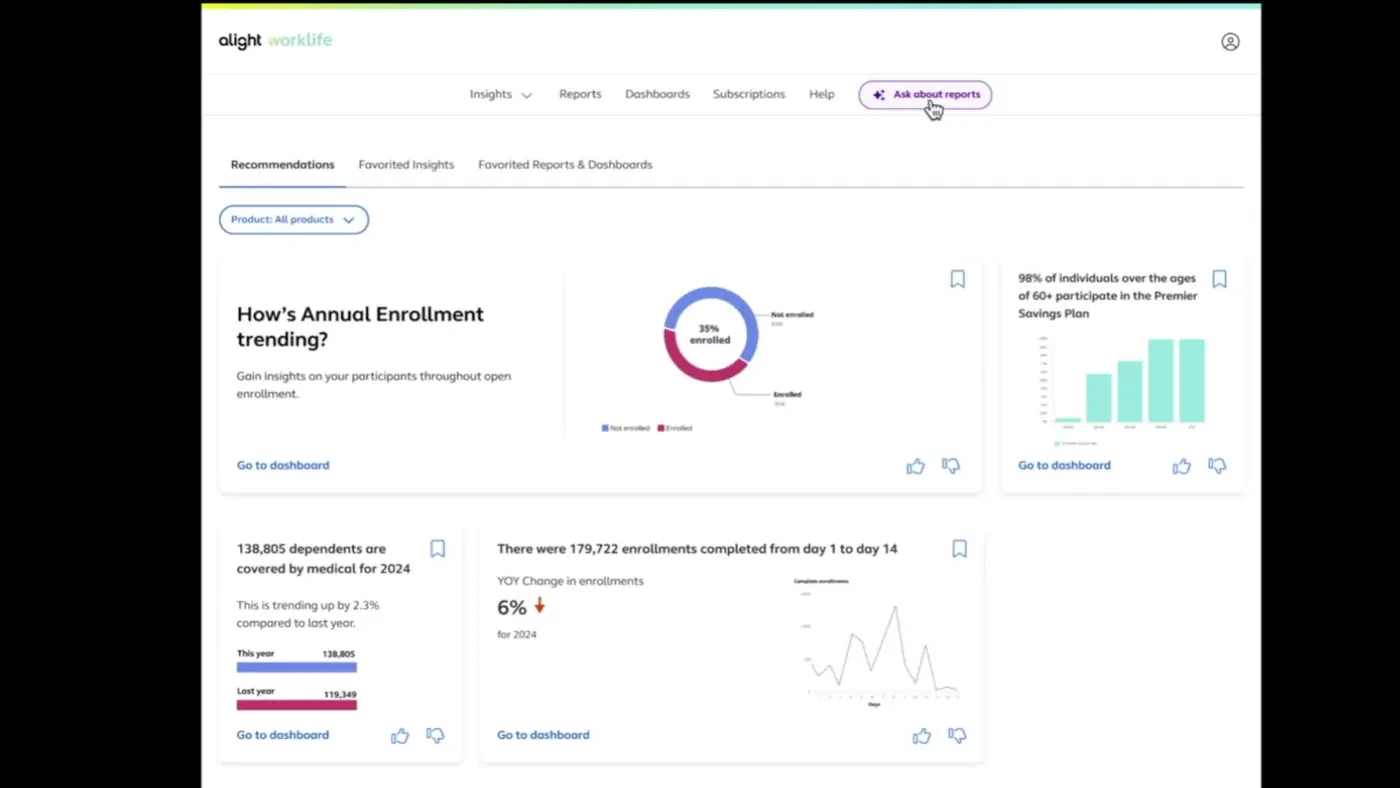 alight worklife
Insights
Reports
Dashboards
Subscriptions
Help
Ask about reports
Recommendations
Favorited Insights
Favorited Reports & Dashboards
Product: All products
How's Annual Enrollment
trending?
Gain insights on your participants throughout open
enrollment.
35%
enrolled
Not enrolled
Enrolled
Not enrolled
Enrolled
Go to dashboard
98% of individuals over the ages
of 60+ participate in the Premier
Savings Plan
Go to dashboard
138,805 dependents are
covered by medical for 2024
This is trending up by 2.3%
compared to last year.
This year 138,805
Last year 119,349
Go to dashboard
There were 179,722 enrollments completed from day 1 to day 14
YOY Change in enrollments
6%
for 2024
Complete enrollments
Days
Go to dashboard